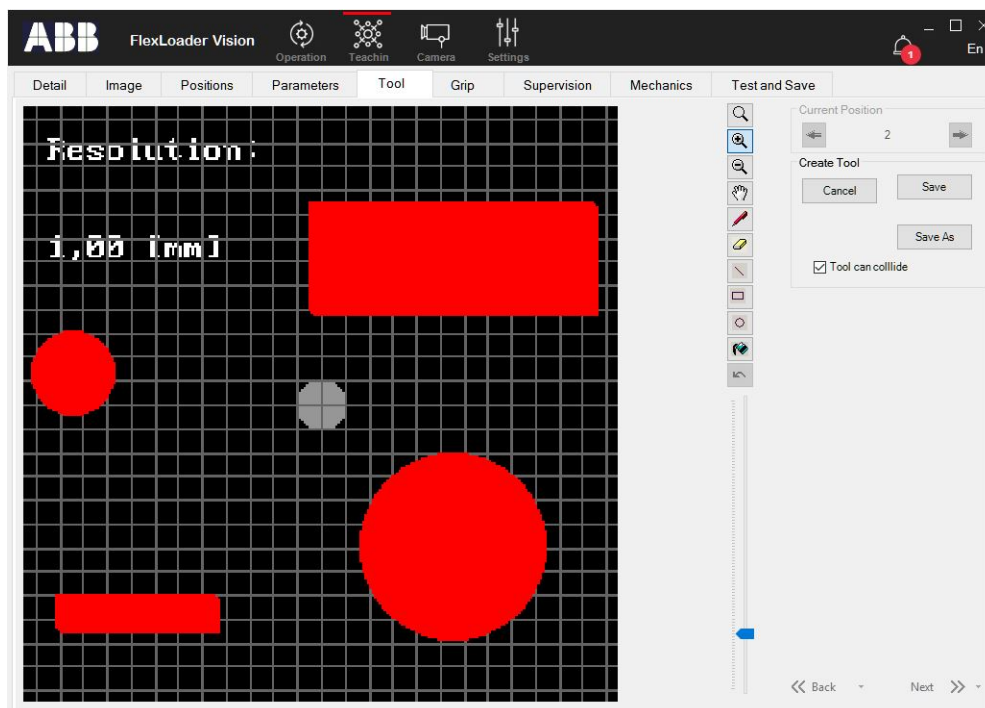 ABB FlexLoader Vision
Operation Teachin Camera Settings
1
En
Detail Image Positions Parameters Tool Grip Supervision Mechanics Test and Save
Resolution:
1,00 [mm]
Current Position
2
Create Tool
Cancel Save
Save As
Tool can colllide
Back Next